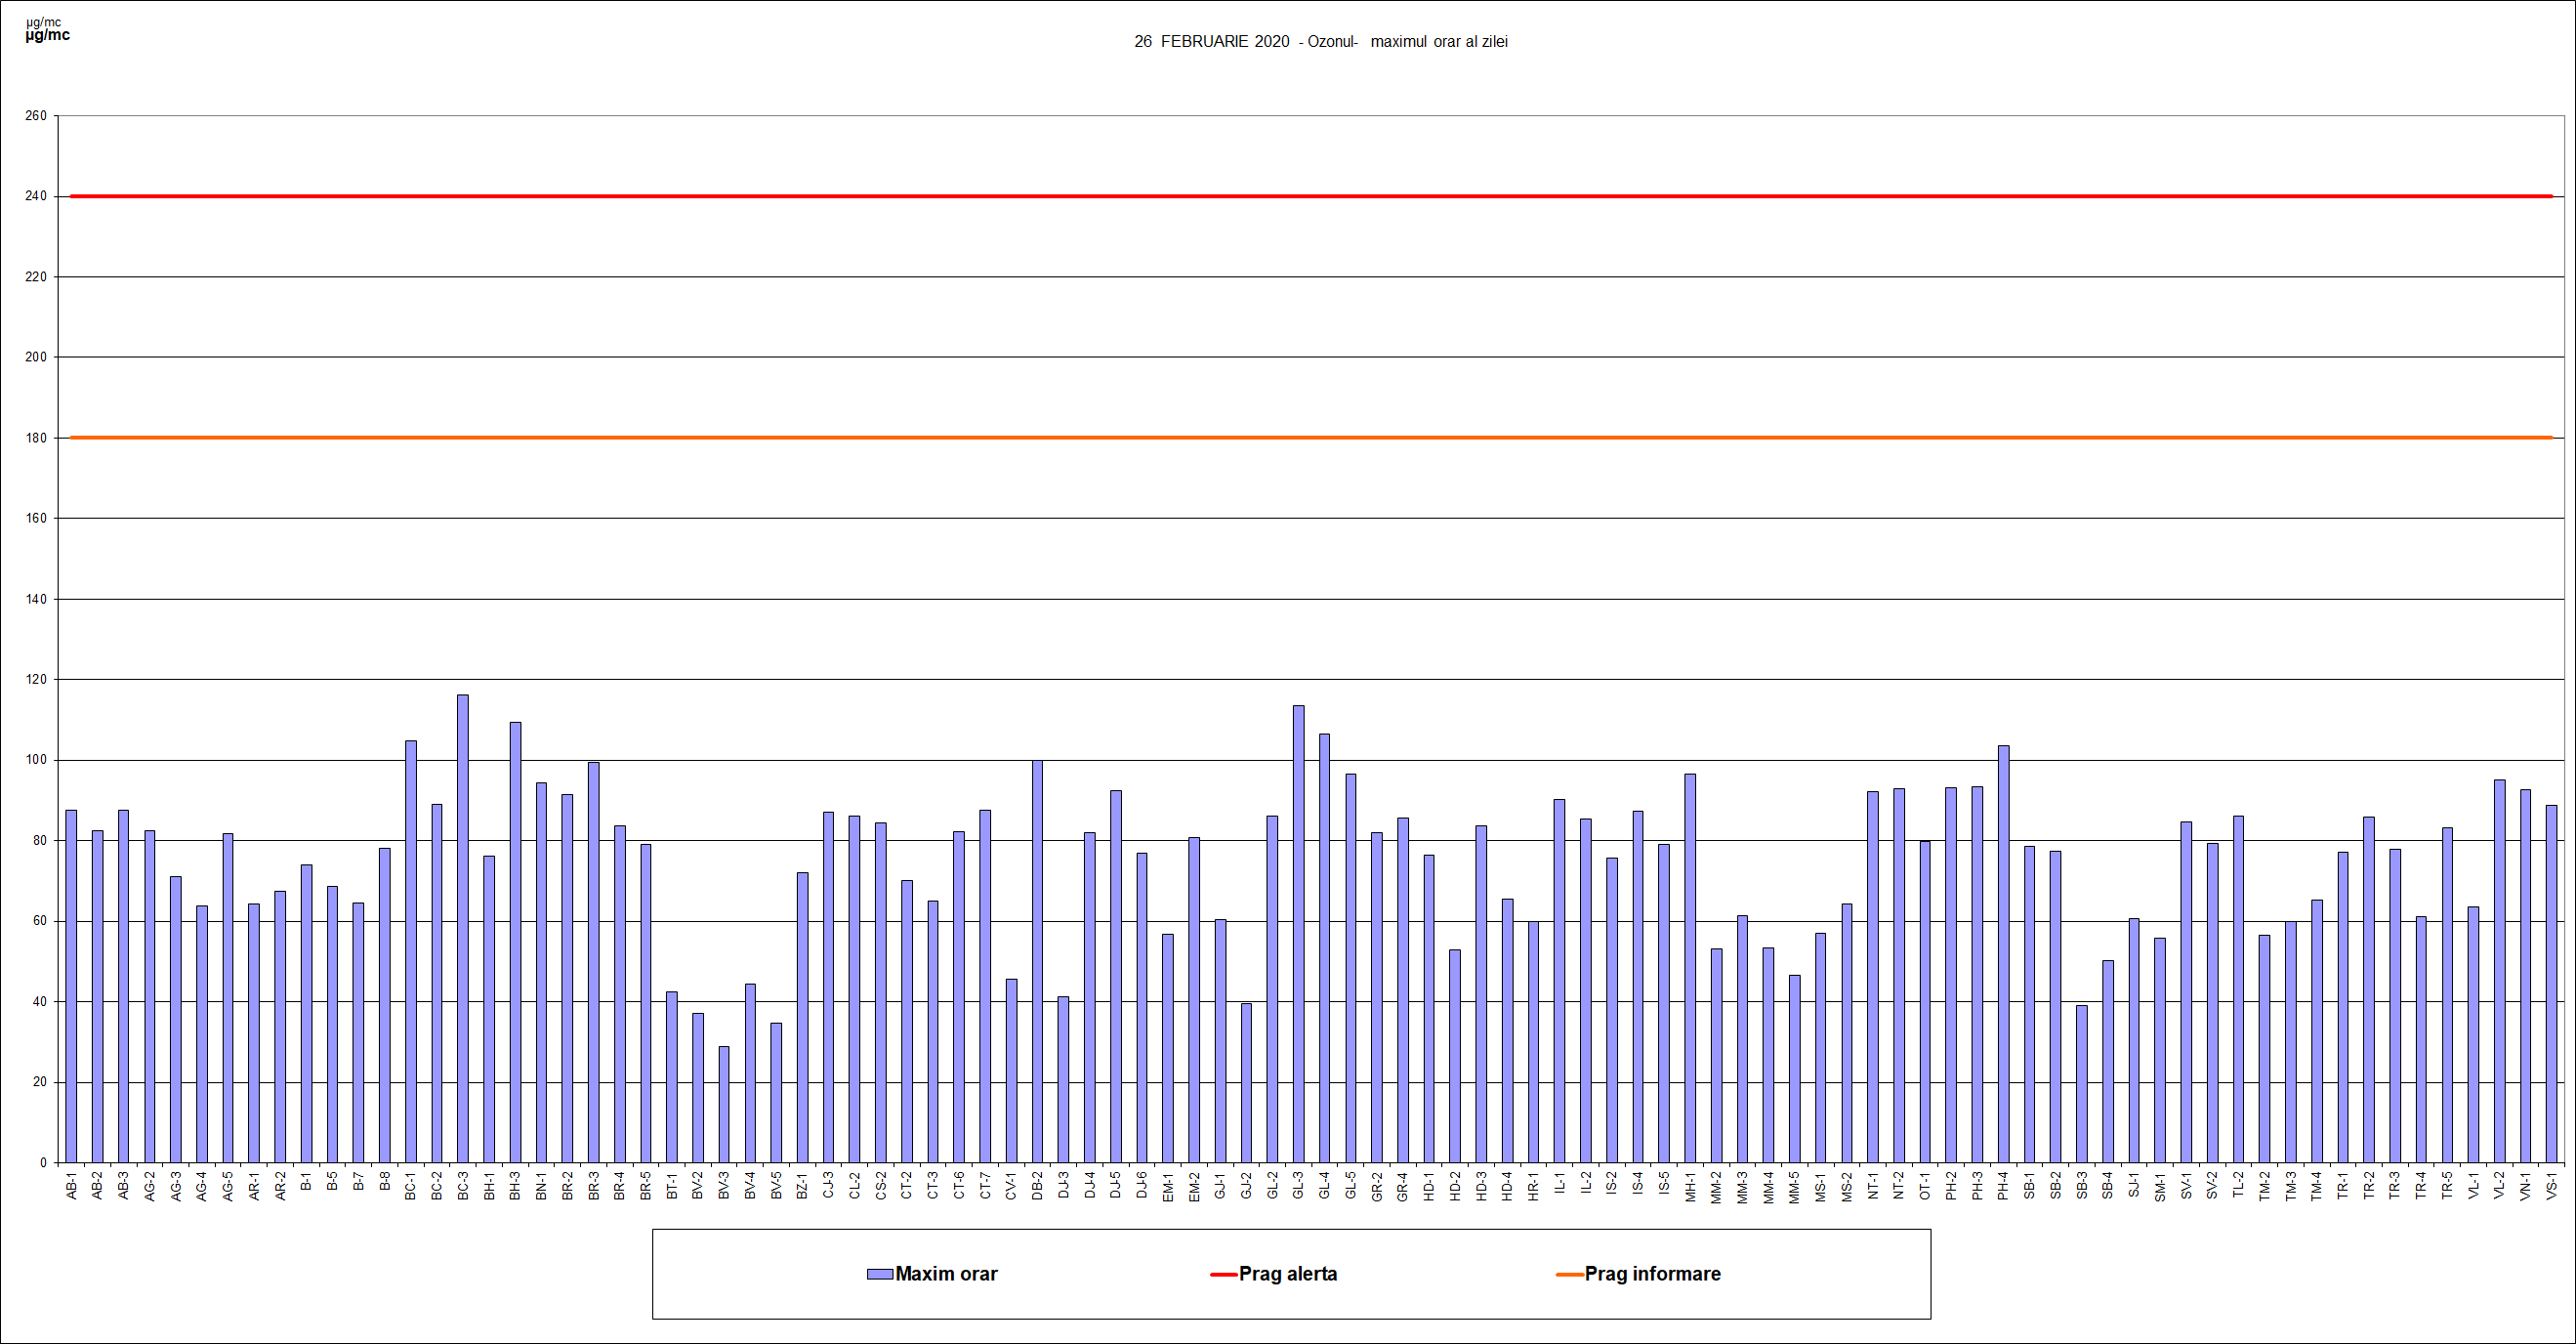 µg/mc
µg/mc
26 FEBRUARIE 2020 - Ozonul- maximul orar al zilei
260
240
220
200
180
160
140
120
100
80
60
40
20
0
AB-1
AB-2
AB-3
AG-2
AG-3
AG-4
AG-5
AR-1
AR-2
B-1
B-5
B-7
B-8
BC-1
BC-2
BC-3
BH-1
BH-3
BN-1
BR-2
BR-3
BR-4
BR-5
BT-1
BV-2
BV-3
BV-4
BV-5
BZ-1
CJ-3
CL-2
CS-2
CT-2
CT-3
CT-6
CT-7
CV-1
DB-2
DJ-3
DJ-4
DJ-5
DJ-6
EM-1
EM-2
GJ-1
GJ-2
GL-2
GL-3
GL-4
GL-5
GR-2
GR-4
HD-1
HD-2
HD-3
HD-4
HR-1
IL-1
IL-2
IS-2
IS-4
IS-5
MH-1
MM-2
MM-3
MM-4
MM-5
MS-1
MS-2
NT-1
NT-2
OT-1
PH-2
PH-3
PH-4
SB-1
SB-2
SB-3
SB-4
SJ-1
SM-1
SV-1
SV-2
TL-2
TM-2
TM-3
TM-4
TR-1
TR-2
TR-3
TR-4
TR-5
VL-1
VL-2
VN-1
VS-1
Maxim orar
Prag alerta
Prag informare